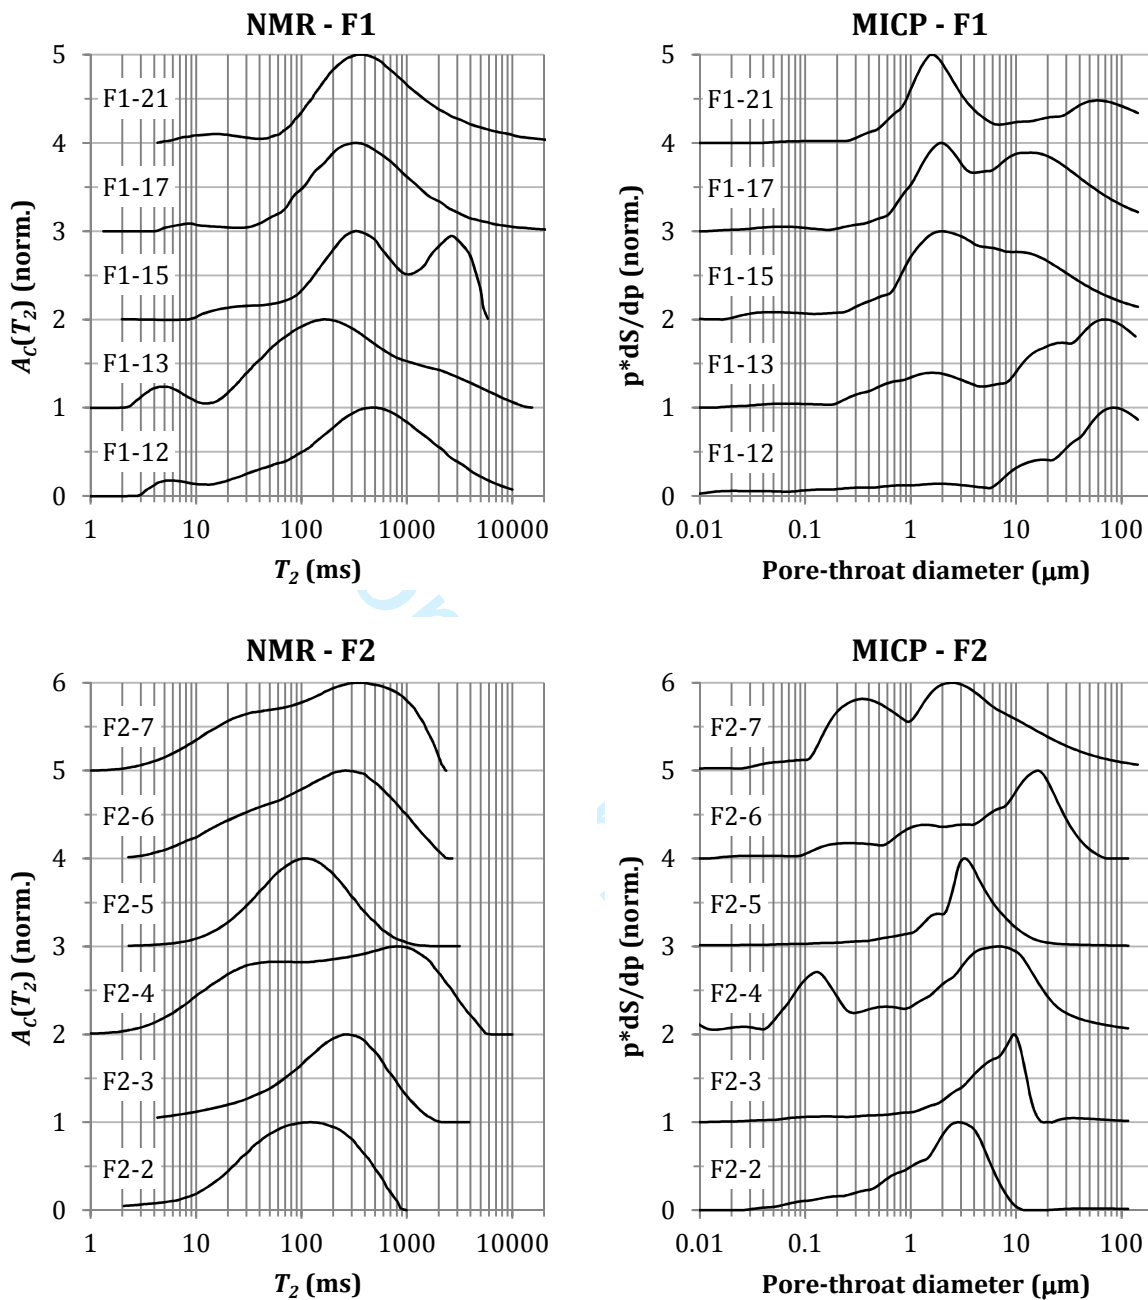 NMR - F1
A_C(T_2) (norm.)
5
F1-21
4
F1-17
3
F1-15
2
F1-13
1
F1-12
0
1 10 100 1000 10000
T_2 (ms)
MICP - F1
p*dS/dp (norm.)
5
F1-21
4
F1-17
3
F1-15
2
F1-13
1
F1-12
0
0.01 0.1 1 10 100
Pore-throat diameter (μm)
NMR - F2
A_C(T_2) (norm.)
6
F2-7
5
F2-6
4
F2-5
3
F2-4
2
F2-3
1
F2-2
0
1 10 100 1000 10000
T_2 (ms)
MICP - F2
p*dS/dp (norm.)
6
F2-7
5
F2-6
4
F2-5
3
F2-4
2
F2-3
1
F2-2
0
0.01 0.1 1 10 100
Pore-throat diameter (μm)